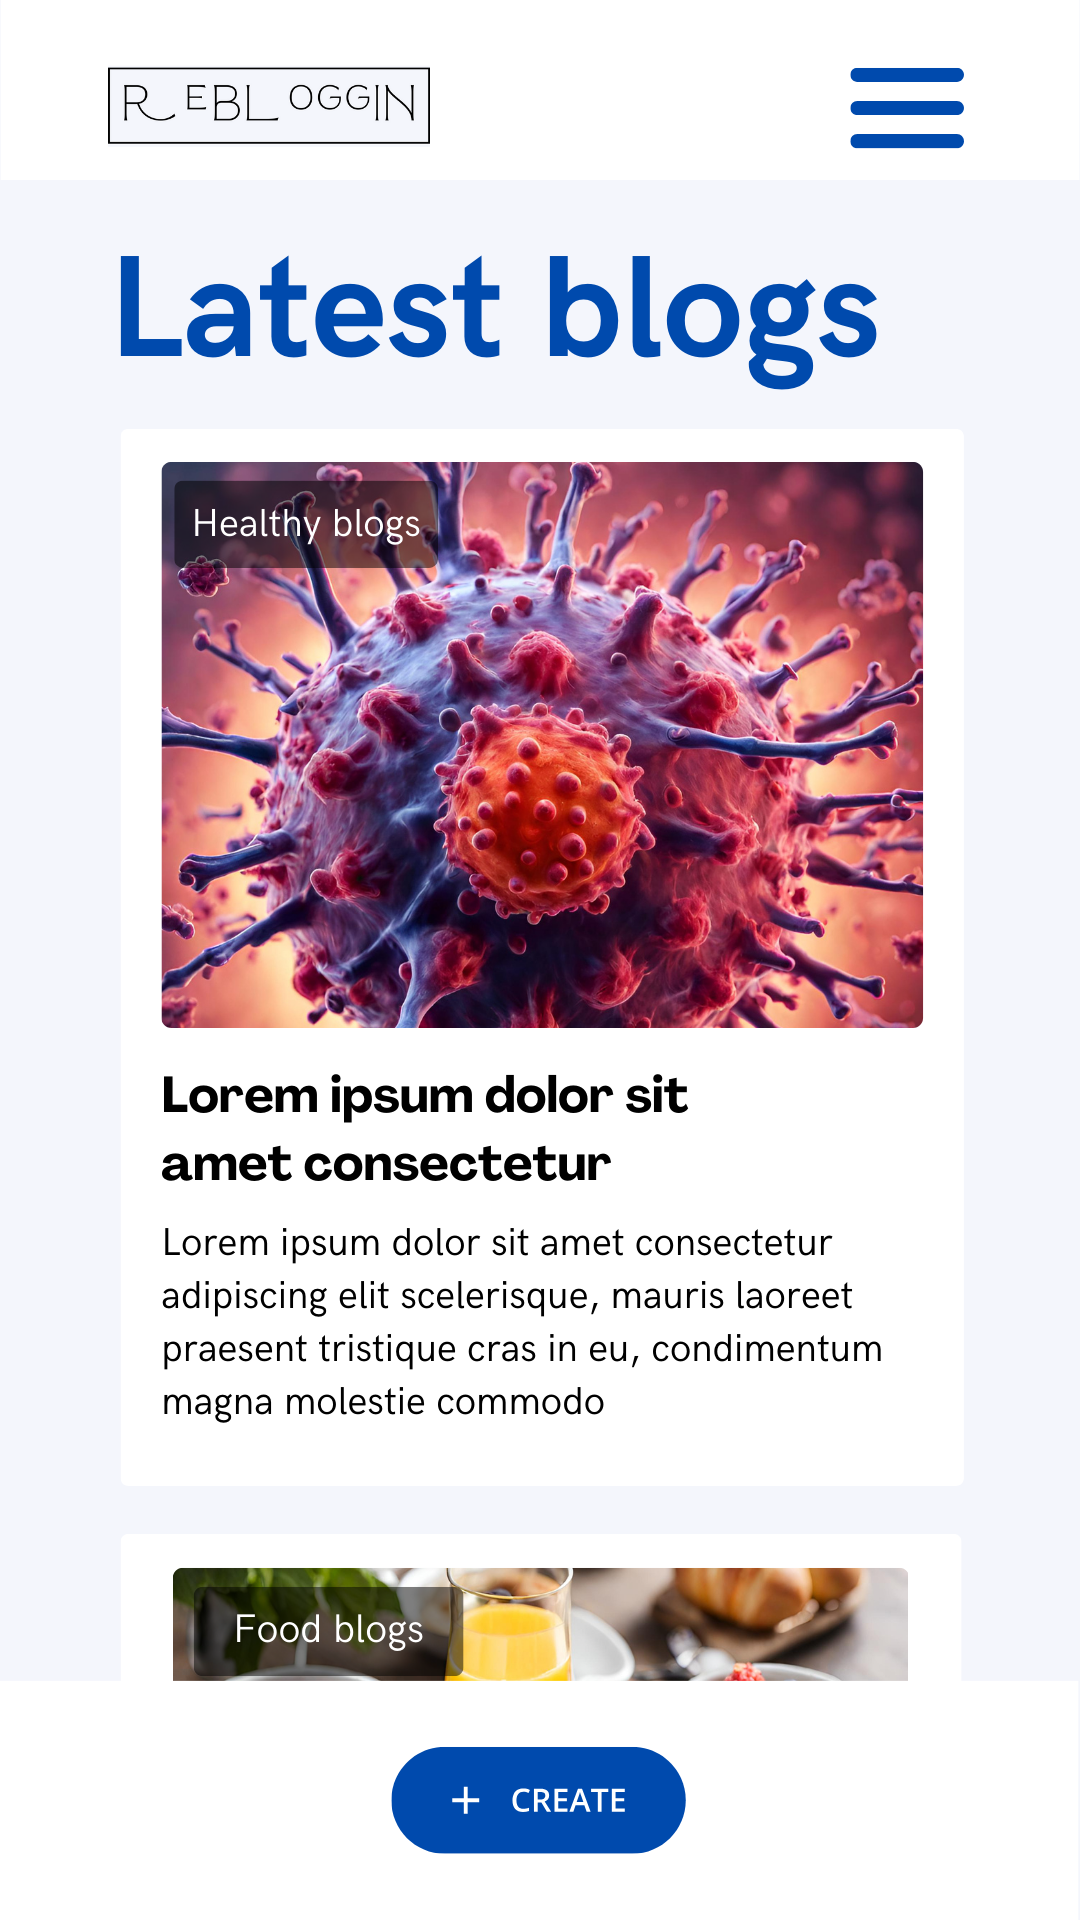 REBLOGGIN
Latest blogs
Healthy blogs
Lorem ipsum dolor sit
amet consectetur
Lorem ipsum dolor sit amet consectetur
adipiscing elit scelerisque, mauris laoreet
praesent tristique cras in eu, condimentum
magna molestie commodo
Food blogs
+ CREATE